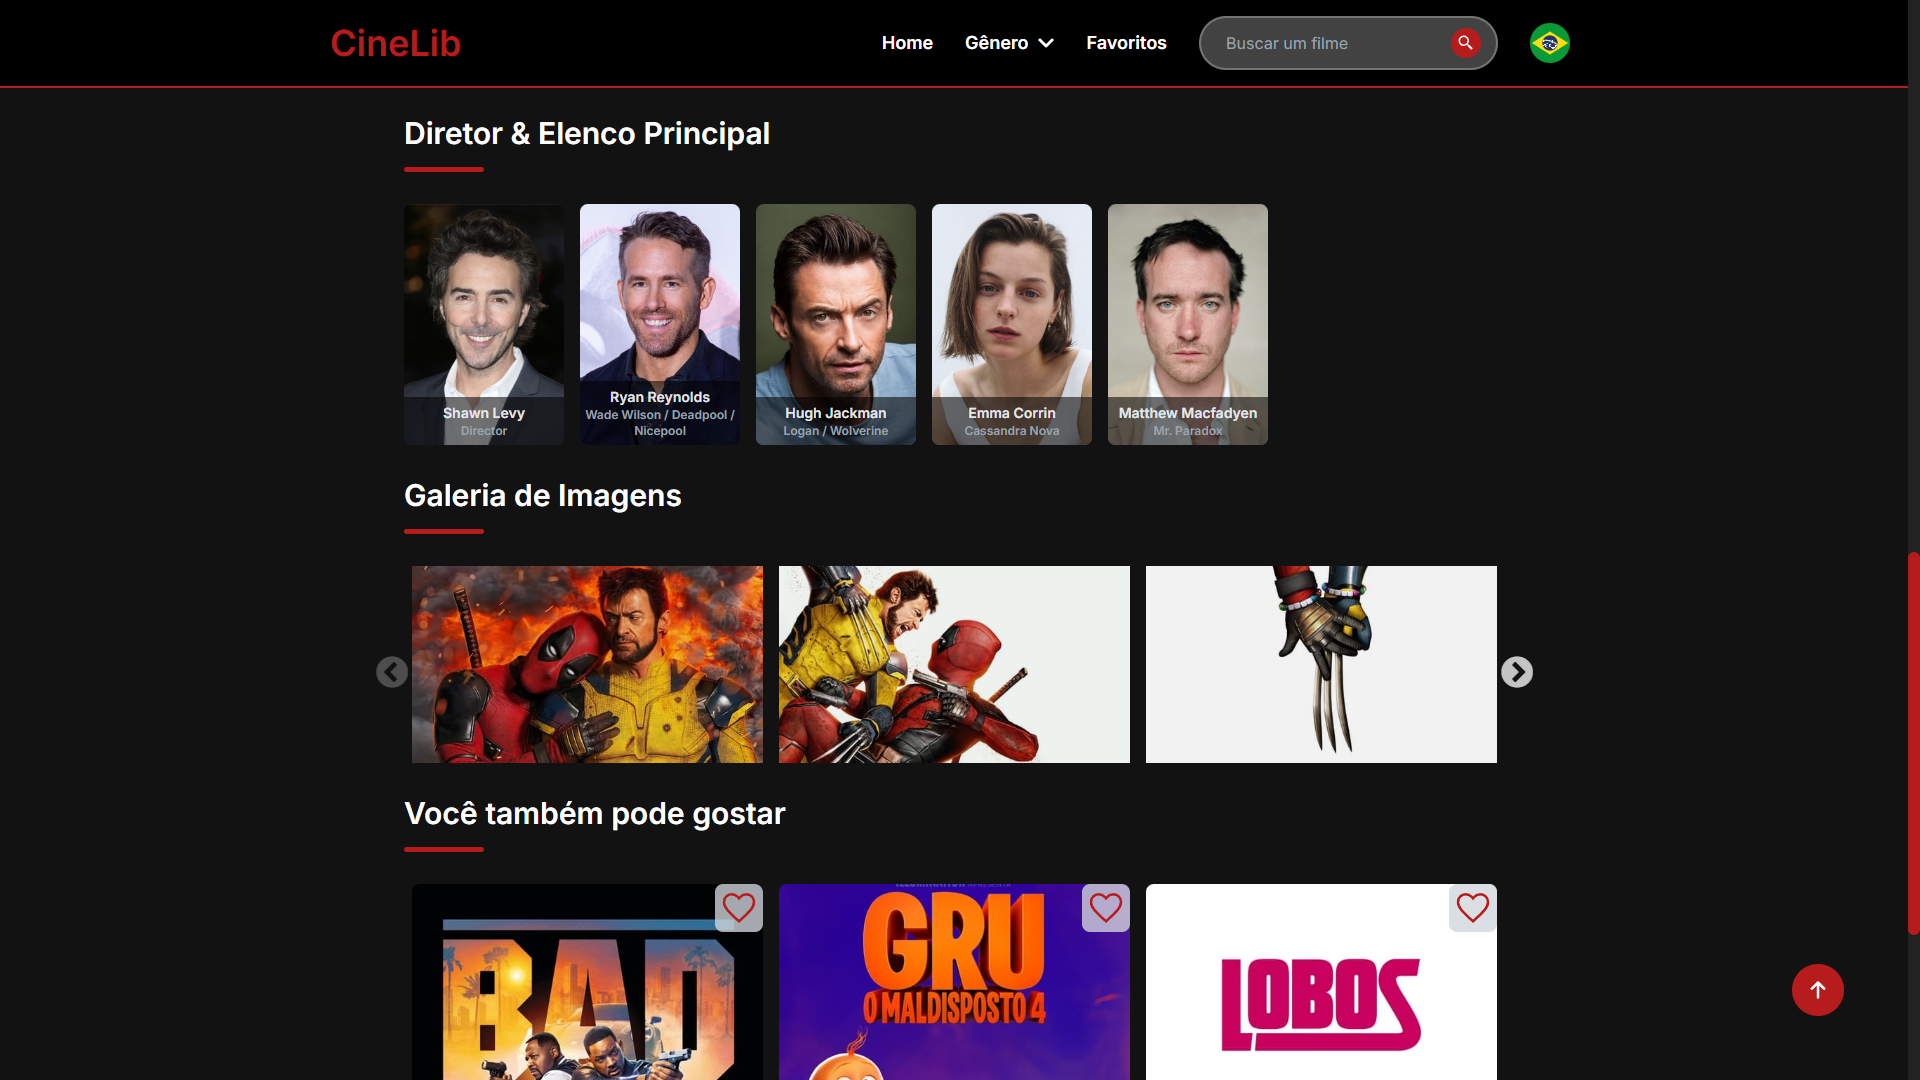 CineLib
Home
Gênero
Favoritos
Buscar um filme
Diretor & Elenco Principal
Shawn Levy
Director
Ryan Reynolds
Wade Wilson / Deadpool /
Nicepool
Hugh Jackman
Logan / Wolverine
Emma Corrin
Cassandra Nova
Matthew Macfadyen
Mr. Paradox
Galeria de Imagens
Você também pode gostar
BAD
GRU
O MALDISPOSTO 4
LOBOS